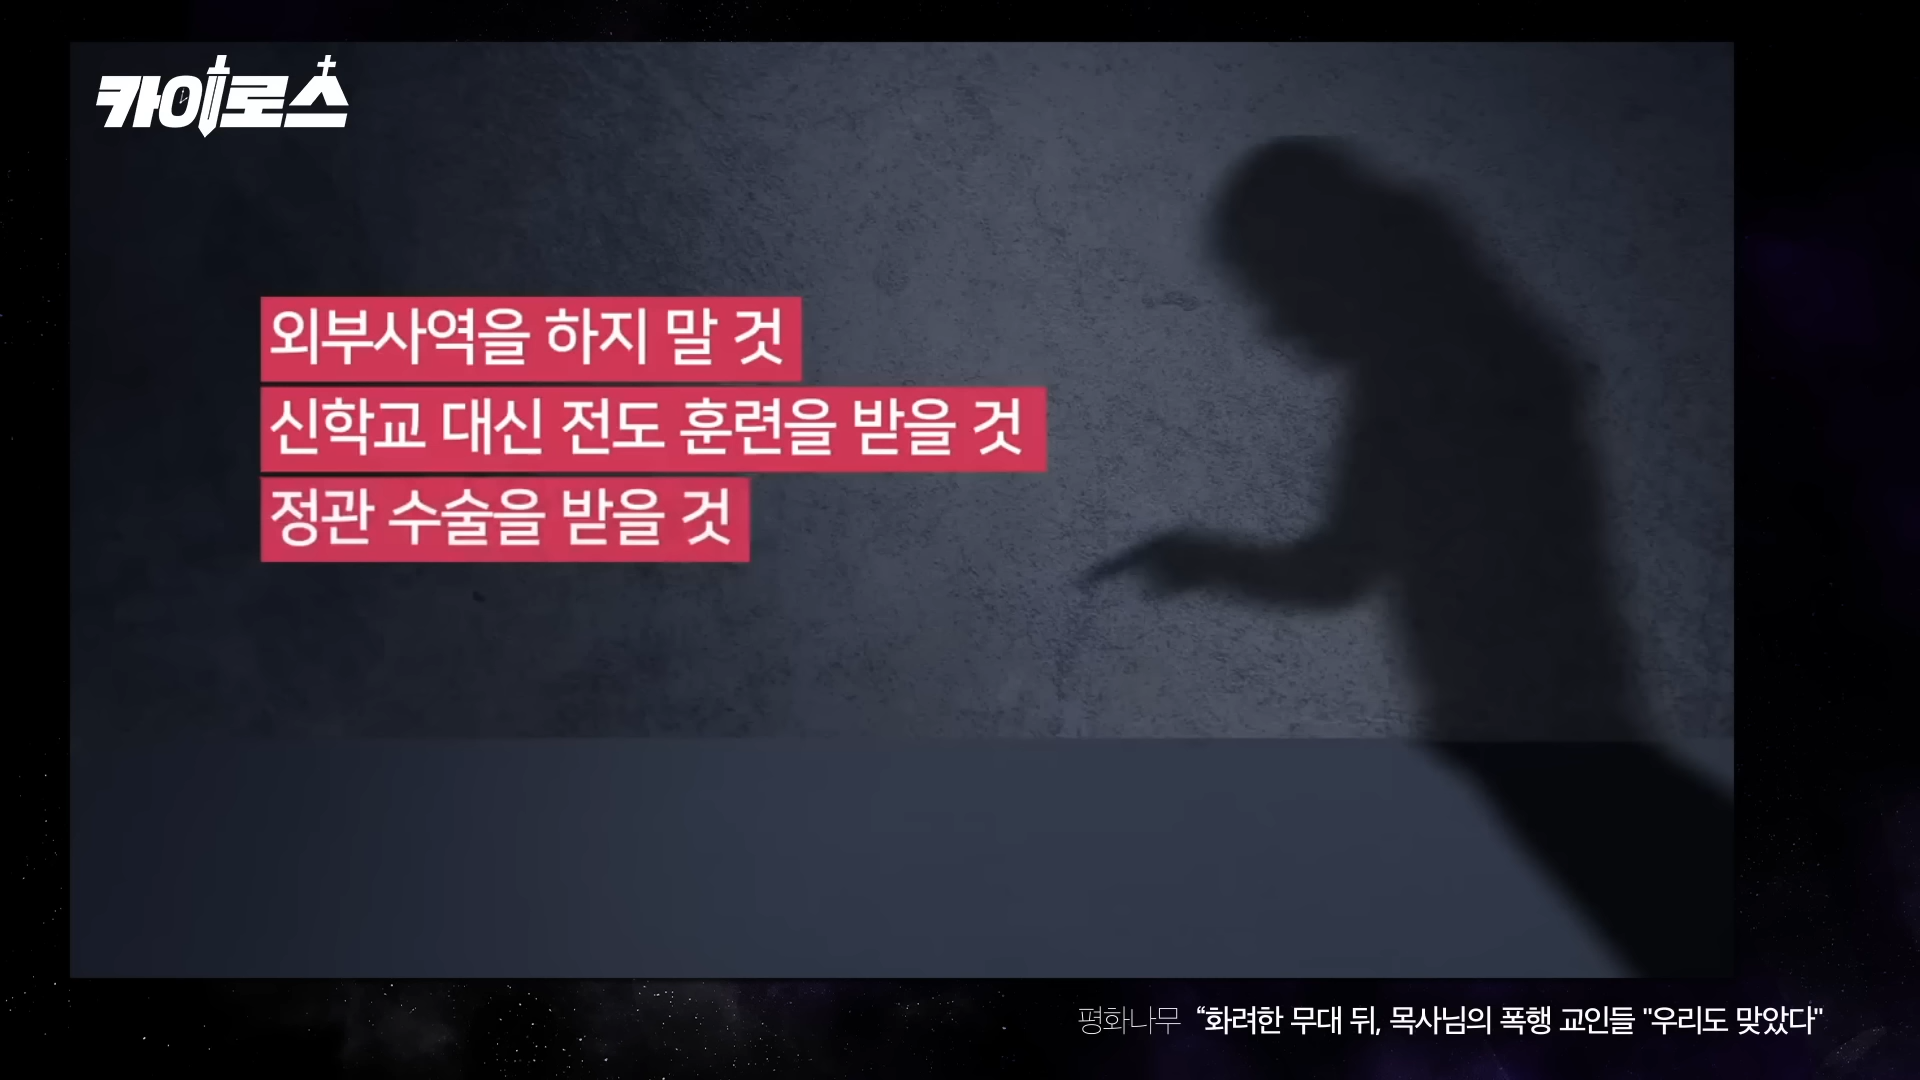 카이로스
외부사역을 하지 말 것
신학교 대신 전도 훈련을 받을 것
정관 수술을 받을 것
평화나무 “화려한 무대 뒤, 목사님의 폭행 교인들 "우리도 맞았다"